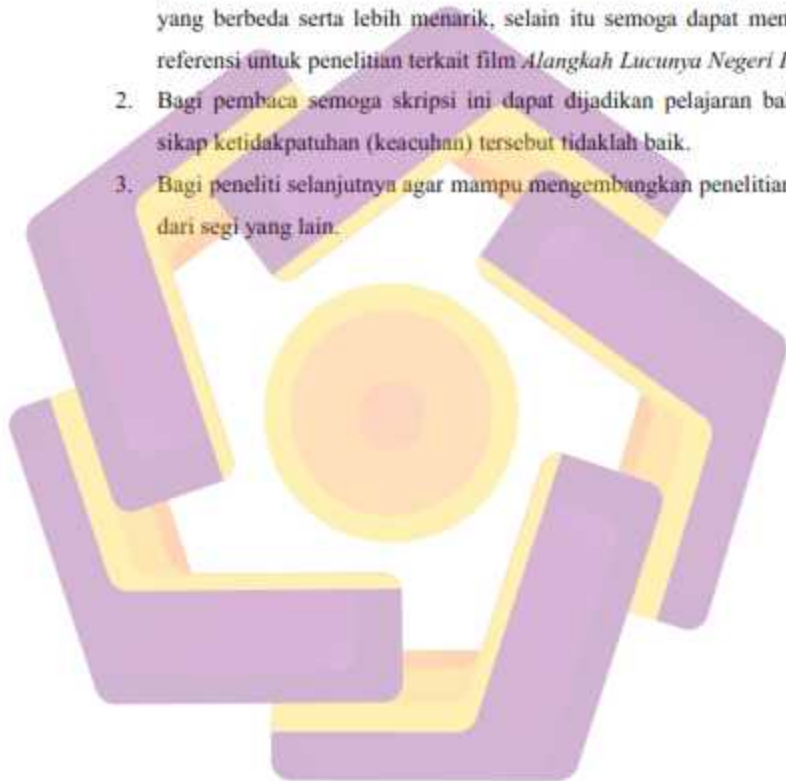 yang berbeda serta lebih menarik, selain itu semoga dapat men
referensi untuk penelitian terkait film Alangkah Lucunya Negeri I
2. Bagi pembaca semoga skripsi ini dapat dijadikan pelajaran ba
sikap ketidakpatuhan (keacuhan) tersebut tidaklah baik.
3. Bagi peneliti selanjutnya agar mampu mengembangkan penelitian
dari segi yang lain.